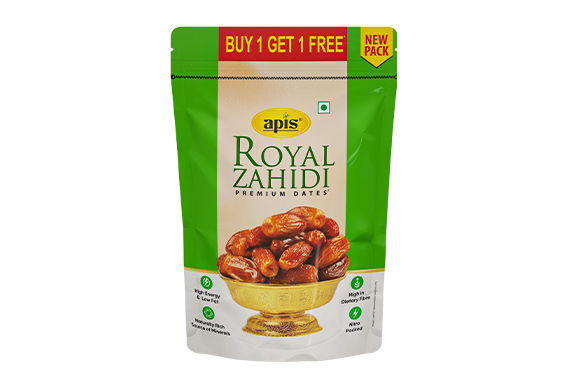 BUY 1 GET 1 FREE*
NEW
PACK
apis®
ROYAL
ZAHIDI
PREMIUM DATES*
High Energy
& Low Fat
High in
Dietary Fibre
Naturally Rich
Source of Minerals
Nitro
Packed